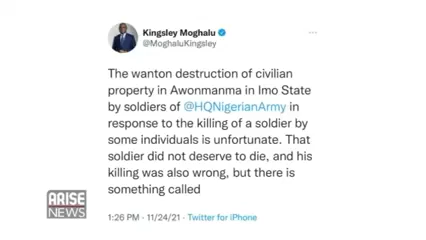 Kingsley Moghalu
@MoghaluKingsley
The wanton destruction of civilian
property in Awonmanma in Imo State
by soldiers of @HQNigerianArmy in
response to the killing of a soldier by
some individuals is unfortunate. That
soldier did not deserve to die, and his
killing was also wrong, but there is
something called
1:26 PM · 11/24/21 · Twitter for iPhone
ARISE
NEWS